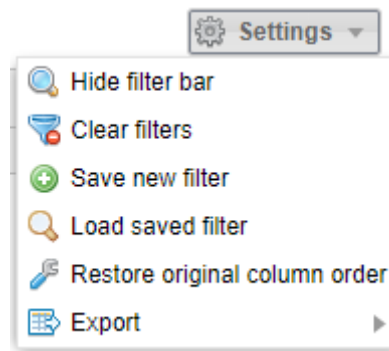 Settings
Hide filter bar
Clear filters
Save new filter
Load saved filter
Restore original column order
Export